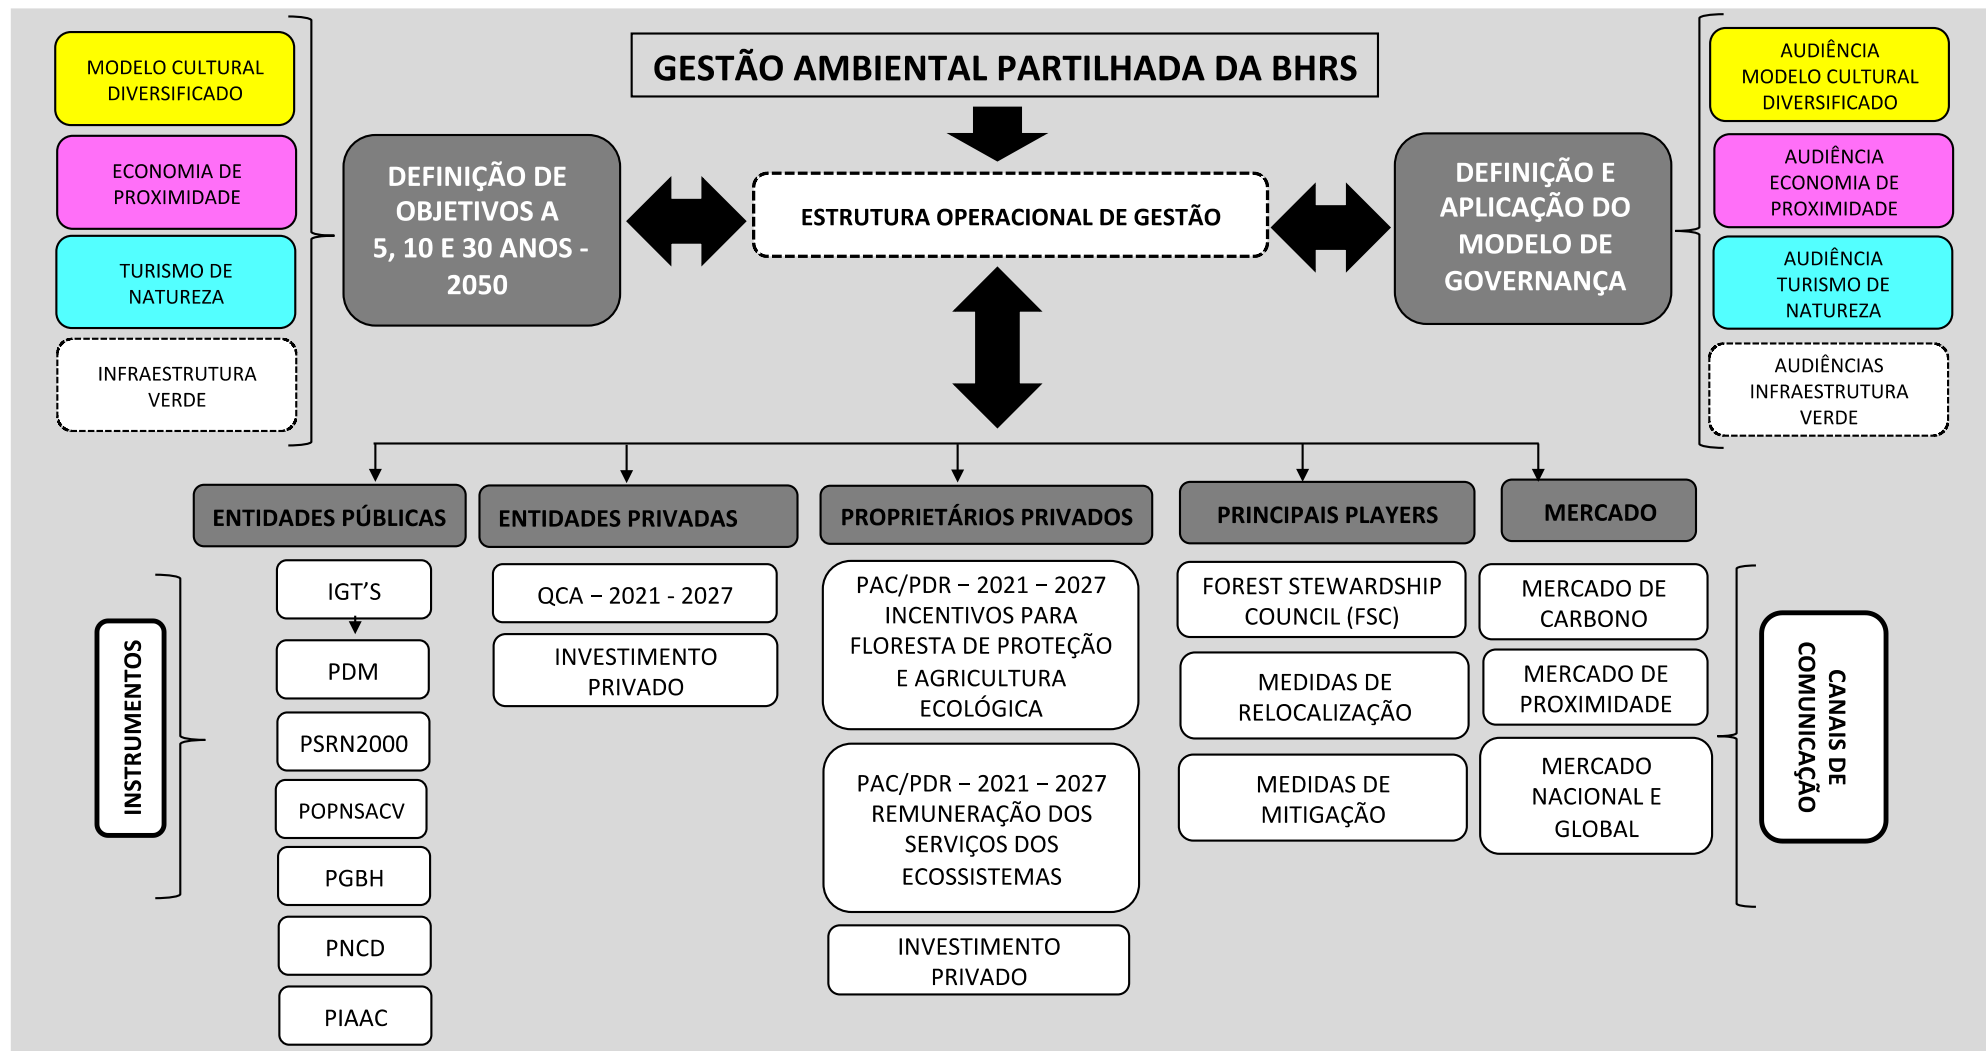 GESTÃO AMBIENTAL PARTILHADA DA BHRS
MODELO CULTURAL
DIVERSIFICADO
ECONOMIA DE
PROXIMIDADE
TURISMO DE
NATUREZA
INFRAESTRUTURA
VERDE
DEFINIÇÃO DE
OBJETIVOS A
5, 10 E 30 ANOS -
2050
ESTRUTURA OPERACIONAL DE GESTÃO
DEFINIÇÃO E
APLICAÇÃO DO
MODELO DE
GOVERNANÇA
AUDIÊNCIA
MODELO CULTURAL
DIVERSIFICADO
AUDIÊNCIA
ECONOMIA DE
PROXIMIDADE
AUDIÊNCIA
TURISMO DE
NATUREZA
AUDIÊNCIAS
INFRAESTRUTURA
VERDE
INSTRUMENTOS
ENTIDADES PÚBLICAS
IGT’S
PDM
PSRN2000
POPNSACV
PGBH
PNCD
PIAAC
ENTIDADES PRIVADAS
QCA – 2021 - 2027
INVESTIMENTO
PRIVADO
PROPRIETÁRIOS PRIVADOS
PAC/PDR – 2021 – 2027
INCENTIVOS PARA
FLORESTA DE PROTEÇÃO
E AGRICULTURA
ECOLÓGICA
PAC/PDR – 2021 – 2027
REMUNERAÇÃO DOS
SERVIÇOS DOS
ECOSSISTEMAS
INVESTIMENTO
PRIVADO
PRINCIPAIS PLAYERS
FOREST STEWARDSHIP
COUNCIL (FSC)
MEDIDAS DE
RELOCALIZAÇÃO
MEDIDAS DE
MITIGAÇÃO
MERCADO
MERCADO DE
CARBONO
MERCADO DE
PROXIMIDADE
MERCADO
NACIONAL E
GLOBAL
CANAIS DE
COMUNICAÇÃO